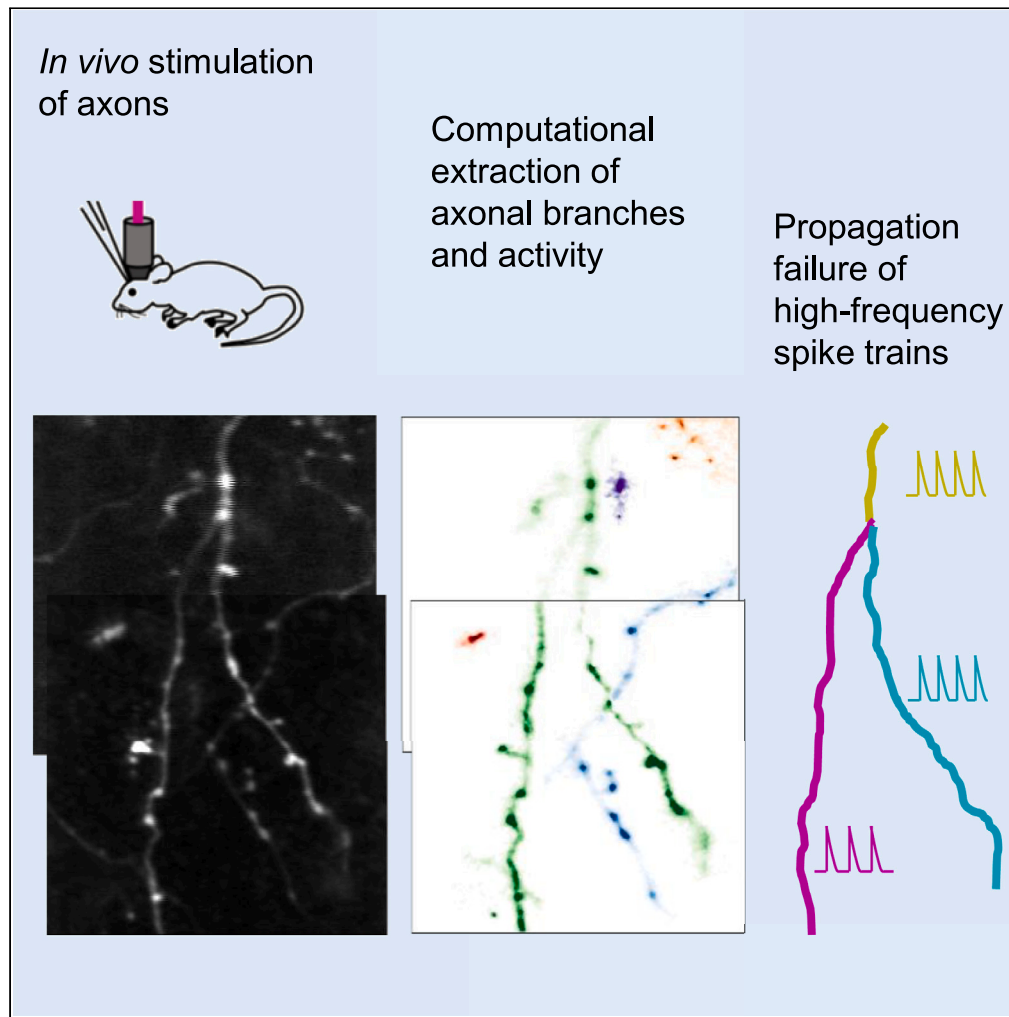 In vivo stimulation
of axons
Computational
extraction of
axonal branches
and activity
Propagation
failure of
high-frequency
spike trains